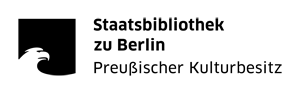 Staatsbibliothek
zu Berlin
Preußischer Kulturbesitz